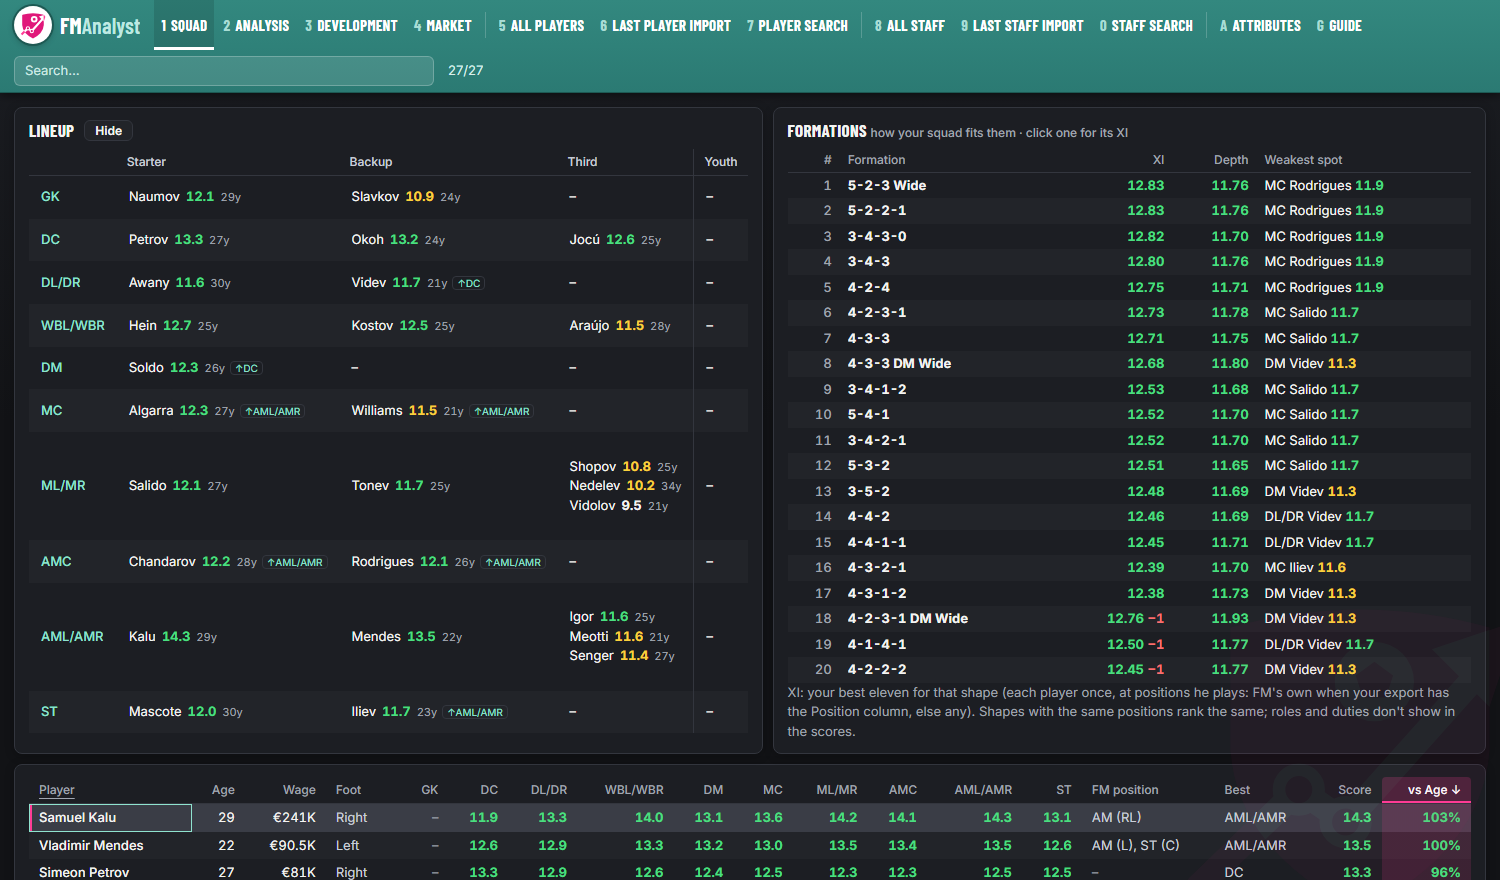 FMAnalyst 1 SQUAD 2 ANALYSIS 3 DEVELOPMENT 4 MARKET 5 ALL PLAYERS 6 LAST PLAYER IMPORT 7 PLAYER SEARCH 8 ALL STAFF 9 LAST STAFF IMPORT 0 STAFF SEARCH A ATTRIBUTES G GUIDE
Search... 27/27
LINEUP Hide
Starter Backup Third Youth
GK Naumov 12.1 29y Slavkov 10.9 24y – –
DC Petrov 13.3 27y Okoh 13.2 24y Jocú 12.6 25y –
DL/DR Awany 11.6 30y Videv 11.7 21y ↑DC – –
WBL/WBR Hein 12.7 25y Kostov 12.5 25y Araújo 11.5 28y –
DM Soldo 12.3 26y ↑DC – – –
MC Algarra 12.3 27y ↑AML/AMR Williams 11.5 21y ↑AML/AMR – –
ML/MR Salido 12.1 27y Tonev 11.7 25y Shopov 10.8 25y –
Nedelev 10.2 34y
Vidolov 9.5 21y
AMC Chandarov 12.2 28y ↑AML/AMR Rodrigues 12.1 26y ↑AML/AMR – –
AML/AMR Kalu 14.3 29y Mendes 13.5 22y Igor 11.6 25y –
Meotti 11.6 21y
Senger 11.4 27y
ST Mascote 12.0 30y Iliev 11.7 23y ↑AML/AMR – –
FORMATIONS how your squad fits them · click one for its XI
# Formation XI Depth Weakest spot
1 5-2-3 Wide 12.83 11.76 MC Rodrigues 11.9
2 5-2-2-1 12.83 11.76 MC Rodrigues 11.9
3 3-4-3-0 12.82 11.70 MC Rodrigues 11.9
4 3-4-3 12.80 11.76 MC Rodrigues 11.9
5 4-2-4 12.75 11.71 MC Rodrigues 11.9
6 4-2-3-1 12.73 11.78 MC Salido 11.7
7 4-3-3 12.71 11.75 MC Salido 11.7
8 4-3-3 DM Wide 12.68 11.80 DM Videv 11.3
9 3-4-1-2 12.53 11.68 MC Salido 11.7
10 5-4-1 12.52 11.70 MC Salido 11.7
11 3-4-2-1 12.52 11.70 MC Salido 11.7
12 5-3-2 12.51 11.65 MC Salido 11.7
13 3-5-2 12.48 11.69 DM Videv 11.3
14 4-4-2 12.46 11.69 DL/DR Videv 11.7
15 4-4-1-1 12.45 11.71 DL/DR Videv 11.7
16 4-3-2-1 12.39 11.70 MC Iliev 11.6
17 4-3-1-2 12.38 11.73 DM Videv 11.3
18 4-2-3-1 DM Wide 12.76 −1 11.93 DM Videv 11.3
19 4-1-4-1 12.50 −1 11.77 DL/DR Videv 11.7
20 4-2-2-2 12.45 −1 11.77 DM Videv 11.3
XI: your best eleven for that shape (each player once, at positions he plays: FM's own when your export has
the Position column, else any). Shapes with the same positions rank the same; roles and duties don't show in
the scores.
Player Age Wage Foot GK DC DL/DR WBL/WBR DM MC ML/MR AMC AML/AMR ST FM position Best Score vs Age ↓
Samuel Kalu 29 €241K Right – 11.9 13.3 14.0 13.1 13.6 14.2 14.1 14.3 13.1 AM (RL) AML/AMR 14.3 103%
Vladimir Mendes 22 €90.5K Left – 12.6 12.9 13.3 13.2 13.0 13.5 13.4 13.5 12.6 AM (L), ST (C) AML/AMR 13.5 100%
Simeon Petrov 27 €81K Right – 13.3 12.9 12.6 12.4 12.5 12.3 12.3 12.5 12.5 – DC 13.3 96%